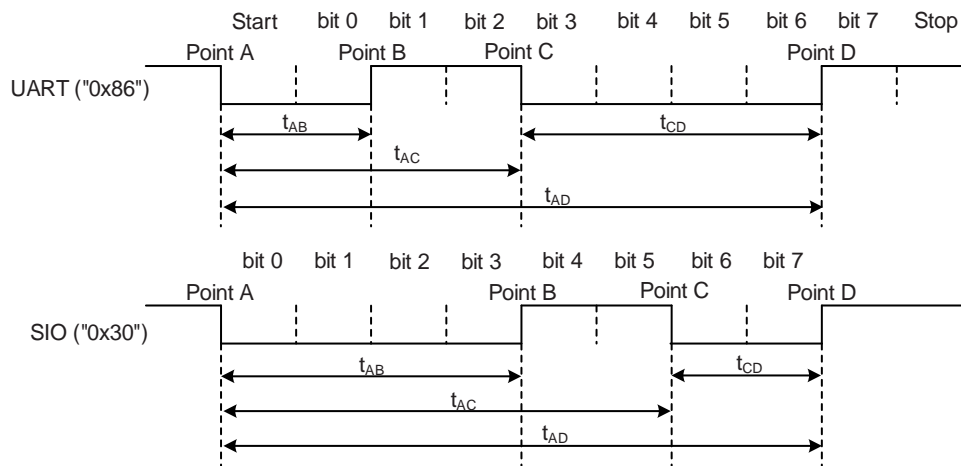 Start bit 0 bit 1 bit 2 bit 3 bit 4 bit 5 bit 6 bit 7 Stop
Point A Point B Point C Point D
UART ("0x86")
tAB tCD
tAC
tAD
bit 0 bit 1 bit 2 bit 3 bit 4 bit 5 bit 6 bit 7
Point A Point B Point C Point D
SIO ("0x30")
tAB tCD
tAC
tAD